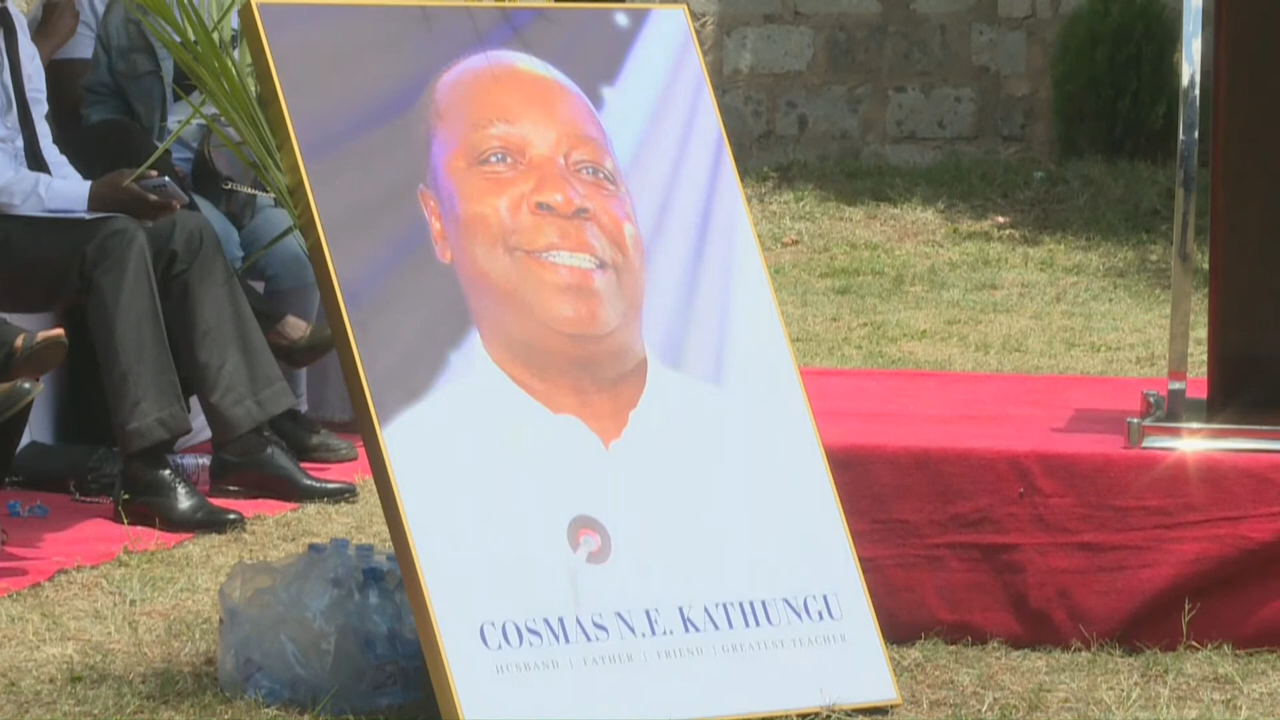 COSMAS N.E. KATHUNGU
HUSBAND | FATHER | FRIEND | GREATEST TEACHER